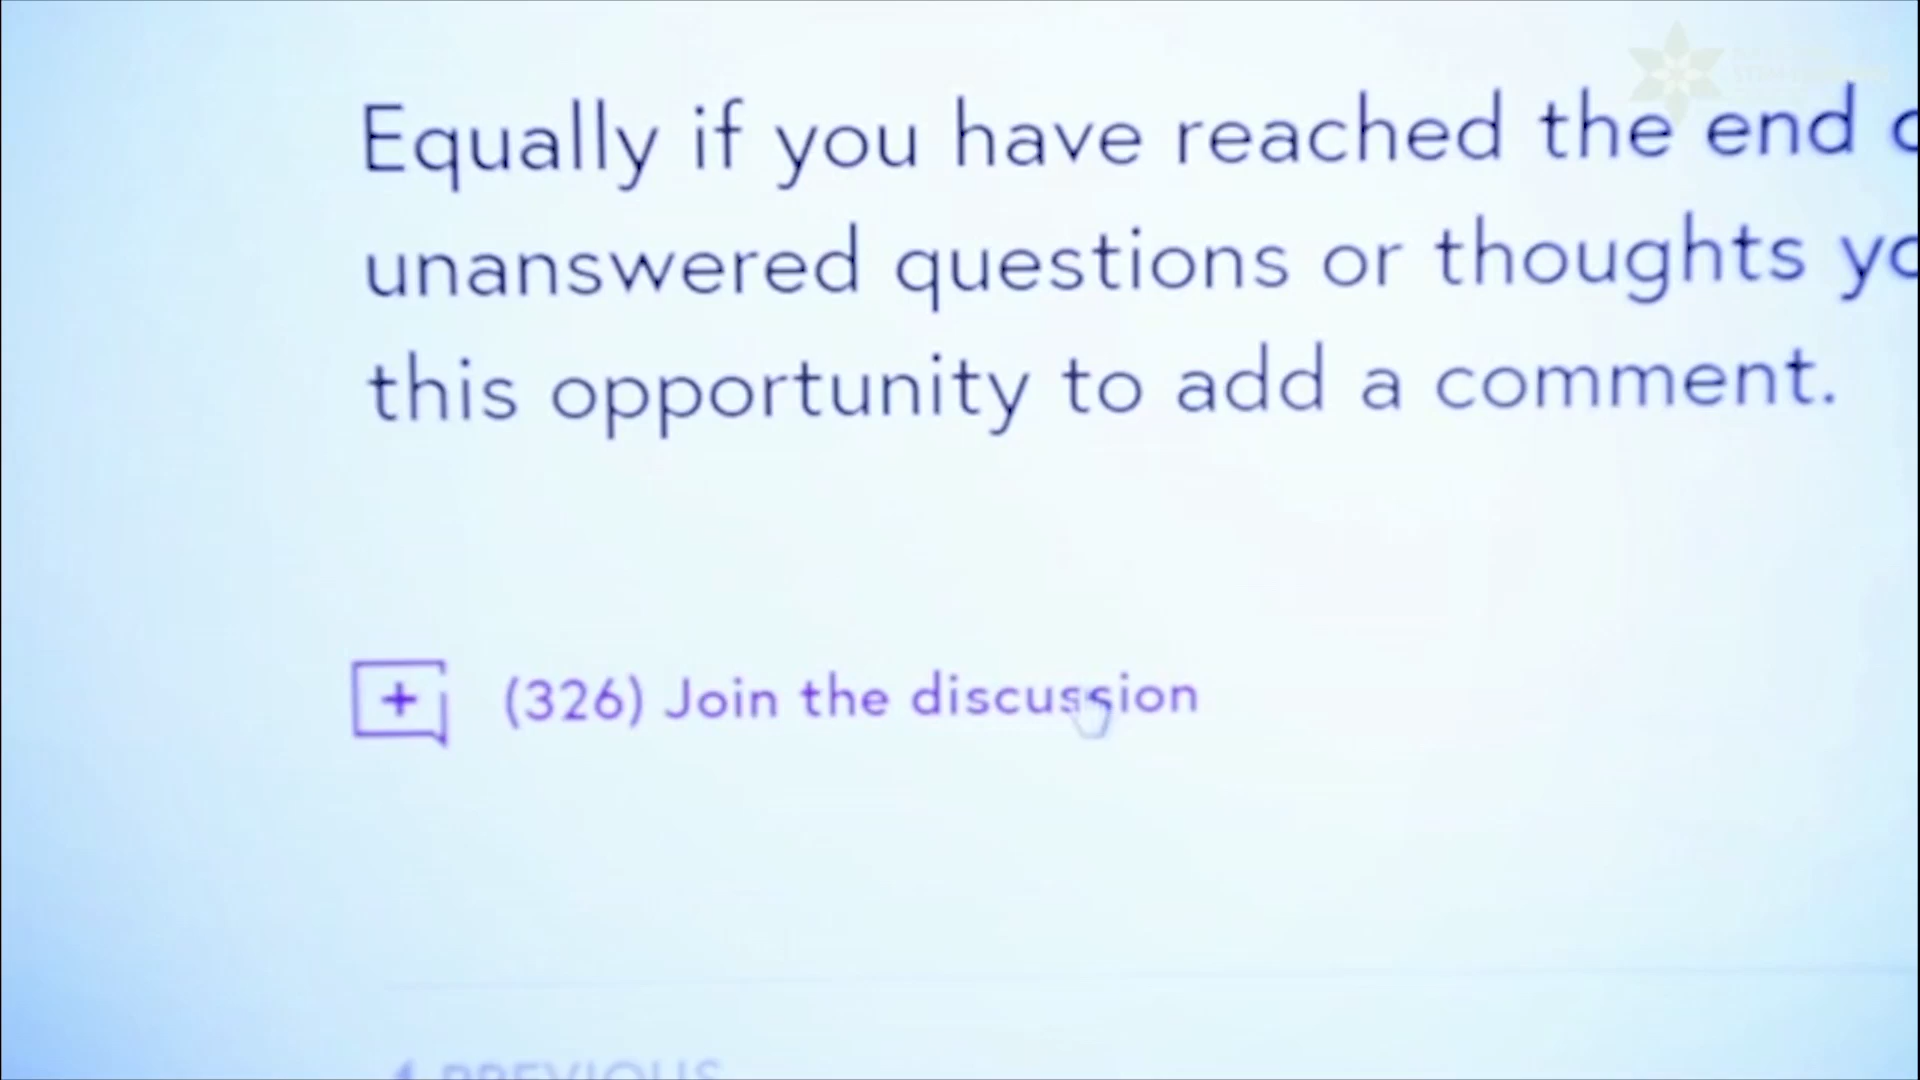 Equally if you have reached the end
unanswered questions or thoughts
this opportunity to add a comment.
(326) Join the discussion
PREVIOUS